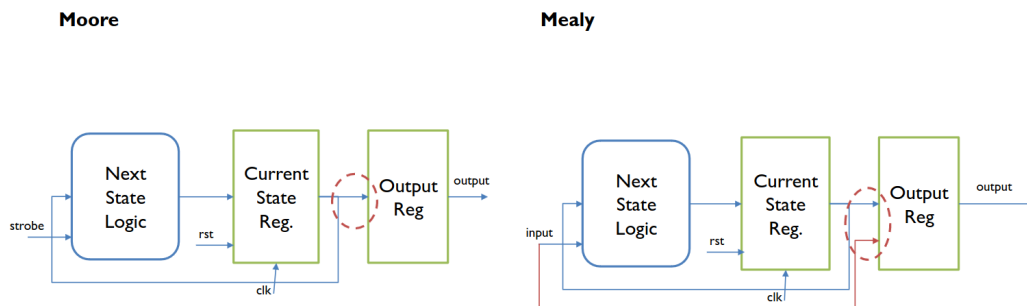 Moore
Mealy
Next
State
Logic
Current
State
Reg.
Output
Reg
output
strobe
rst
clk
Next
State
Logic
Current
State
Reg.
Output
Reg
output
input
rst
clk